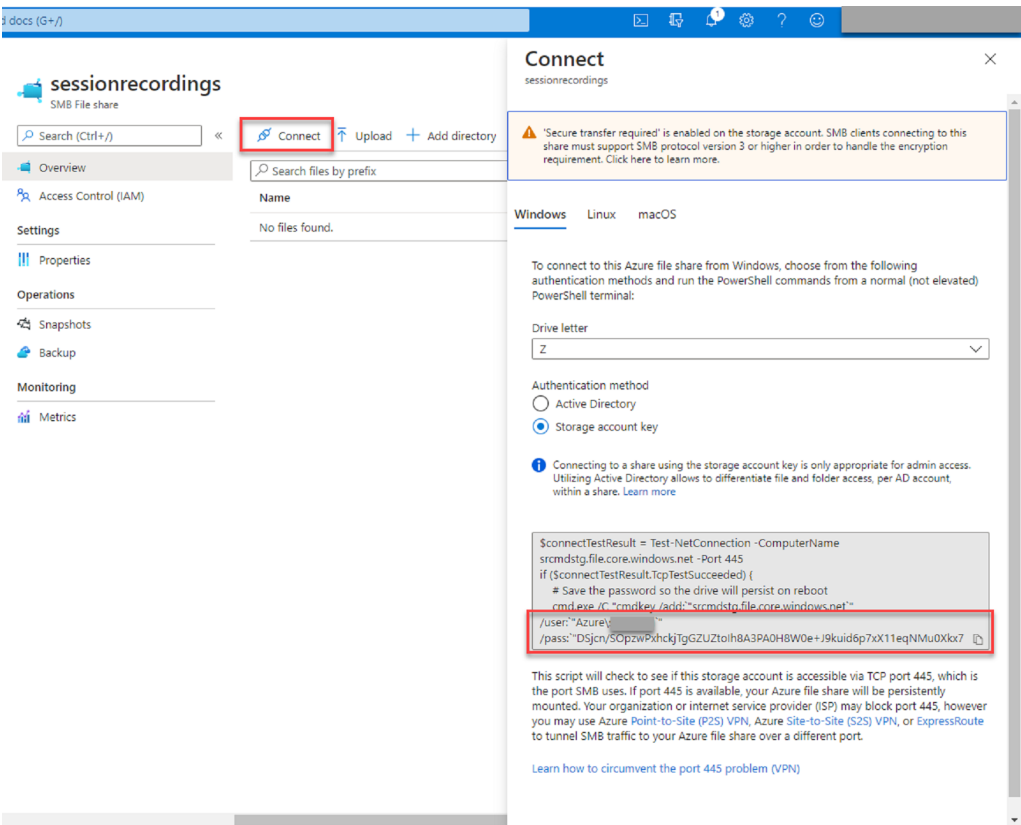 d docs (G+/)
1
sessionrecordings
SMB File share
Search (Ctrl+/)
«
Overview
Access Control (IAM)
Settings
Properties
Operations
Snapshots
Backup
Monitoring
Metrics
Connect
Upload
Add directory
Search files by prefix
Name
No files found.
Connect
sessionrecordings
'Secure transfer required' is enabled on the storage account. SMB clients connecting to this
share must support SMB protocol version 3 or higher in order to handle the encryption
requirement. Click here to learn more.
Windows Linux macOS
To connect to this Azure file share from Windows, choose from the following
authentication methods and run the PowerShell commands from a normal (not elevated)
PowerShell terminal:
Drive letter
Z
Authentication method
Active Directory
Storage account key
Connecting to a share using the storage account key is only appropriate for admin access.
Utilizing Active Directory allows to differentiate file and folder access, per AD account,
within a share. Learn more
$connectTestResult = Test-NetConnection -ComputerName
srcmdstg.file.core.windows.net -Port 445
if ($connectTestResult.TcpTestSucceeded) {
# Save the password so the drive will persist on reboot
cmd.exe /C "cmdkey /add:`"srcmdstg.file.core.windows.net`"
/user:`"Azure\ `"
/pass:`"DSjcn/SOpzwPxhckjTgGZUZtoIh8A3PA0H8W0e+J9kuid6p7xX11eqNMu0Xkx7
This script will check to see if this storage account is accessible via TCP port 445, which is
the port SMB uses. If port 445 is available, your Azure file share will be persistently
mounted. Your organization or internet service provider (ISP) may block port 445, however
you may use Azure Point-to-Site (P2S) VPN, Azure Site-to-Site (S2S) VPN, or ExpressRoute
to tunnel SMB traffic to your Azure file share over a different port.
Learn how to circumvent the port 445 problem (VPN)